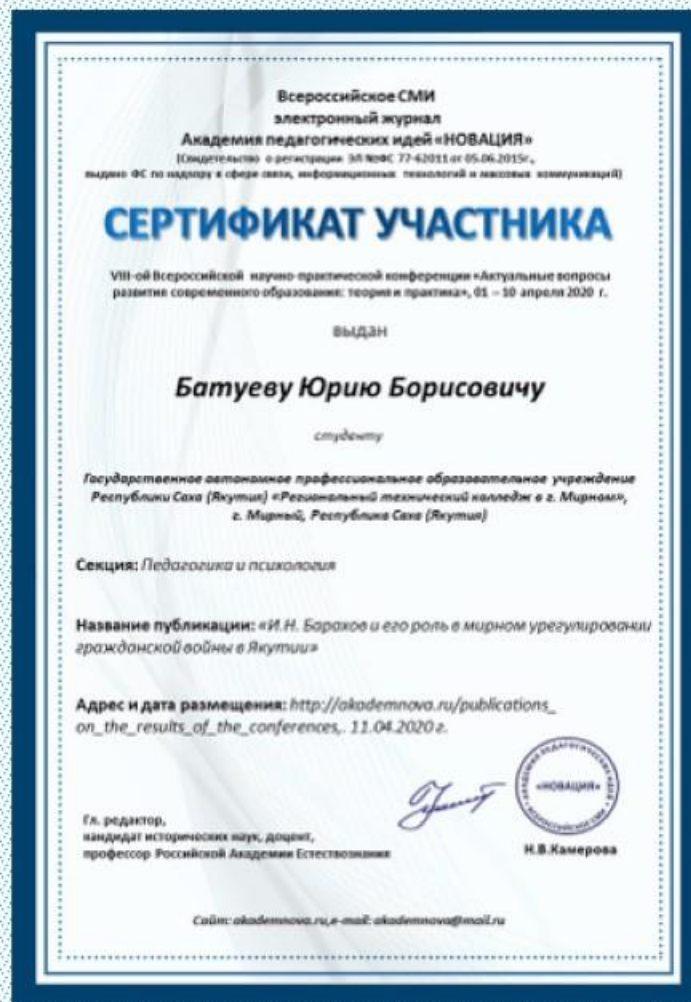 Всероссийское СМИ
электронный журнал
Академия педагогических идей «НОВАЦИЯ»
(Свидетельство о регистрации ЭЛ №ФС 77-62011 от 05.06.2015г.,
выдано ФС по надзору в сфере связи, информационных технологий и массовых коммуникаций)
СЕРТИФИКАТ УЧАСТНИКА
VIII-ой Всероссийской научно-практической конференции «Актуальные вопросы
развития современного образования: теория и практика», 01 – 10 апреля 2020 г.
выдан
Батуеву Юрию Борисовичу
студенту
Государственное автономное профессиональное образовательное учреждение
Республики Саха (Якутия) «Региональный технический колледж в г. Мирном»,
г. Мирный, Республика Саха (Якутия)
Секция: Педагогика и психология
Название публикации: «И.Н. Барахов и его роль в мирном урегулировании
гражданской войны в Якутии»
Адрес и дата размещения: http://akademnova.ru/publications_
on_the_results_of_the_conferences,. 11.04.2020 г.
АКАДЕМИЯ ПЕДАГОГИЧЕСКИХ ИДЕЙ
«НОВАЦИЯ»
ВСЕРОССИЙСКОЕ СМИ
Гл. редактор,
кандидат исторических наук, доцент,
профессор Российской Академии Естествознания
Н.В.Камерова
Сайт: akademnova.ru,e-mail: akademnova@mail.ru